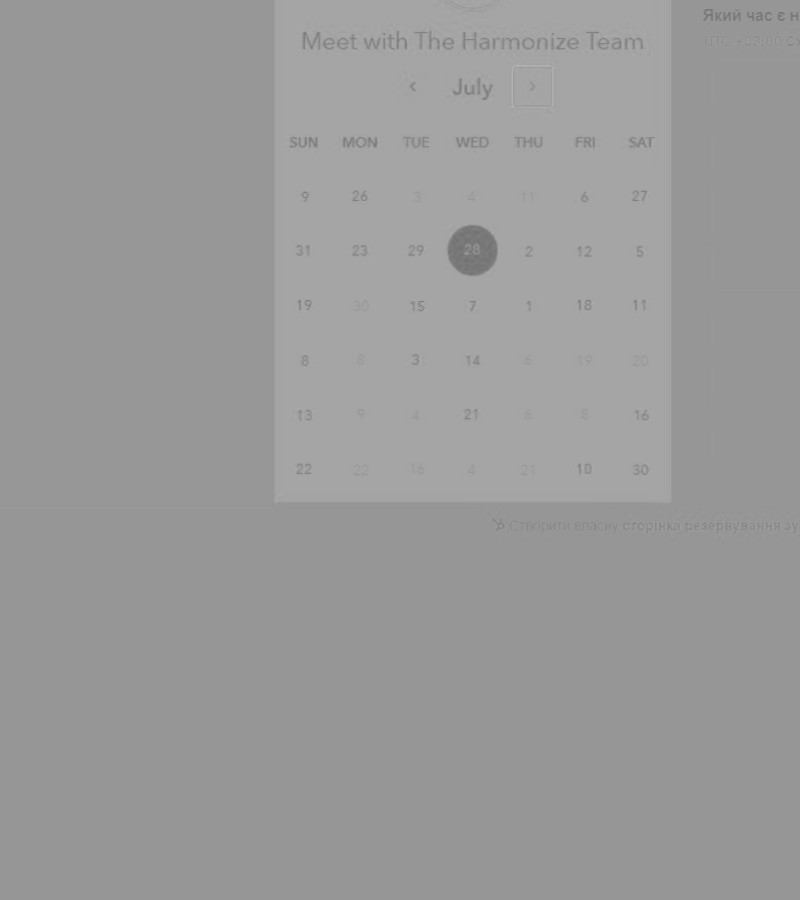 Який час є н
Meet with The Harmonize Team
UTC +03:00
‹ July ›
SUN MON TUE WED THU FRI SAT
9 26 3 4 11 6 27
31 23 29 28 2 12 5
19 30 15 7 1 18 11
8 8 3 14 6 19 20
13 9 4 21 6 8 16
22 22 16 4 21 10 30
Створити власну сторінка резервування зу